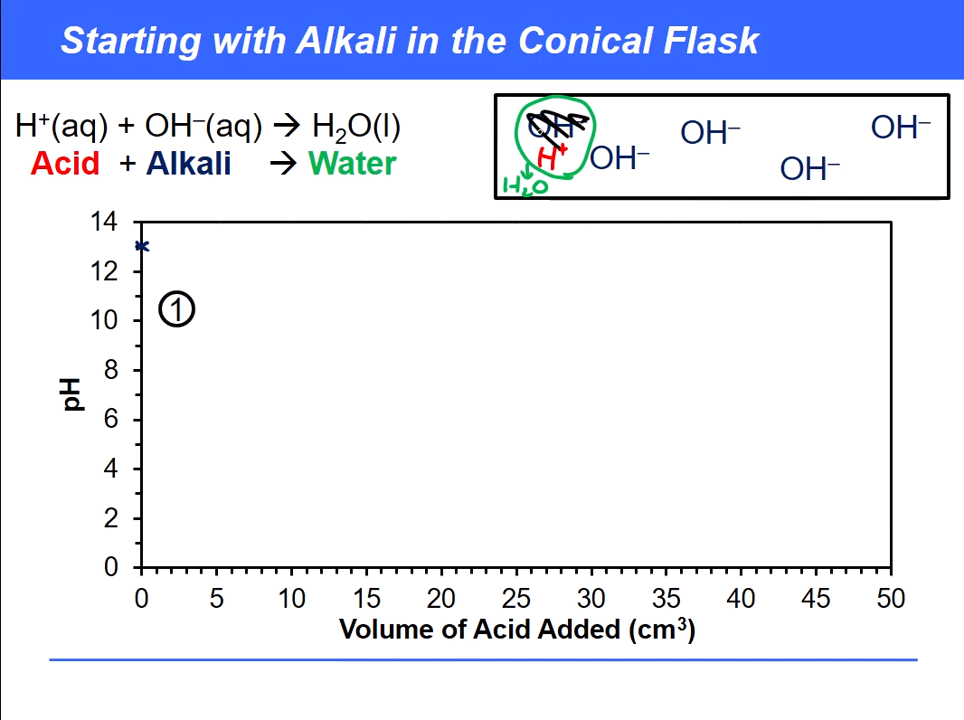 Starting with Alkali in the Conical Flask
H⁺(aq) + OH⁻(aq) → H₂O(l)
Acid + Alkali → Water
OH⁻ OH⁻
H⁺ OH⁻ OH⁻
H₂O
14
12
①
10
8
pH
6
4
2
0
0 5 10 15 20 25 30 35 40 45 50
Volume of Acid Added (cm³)